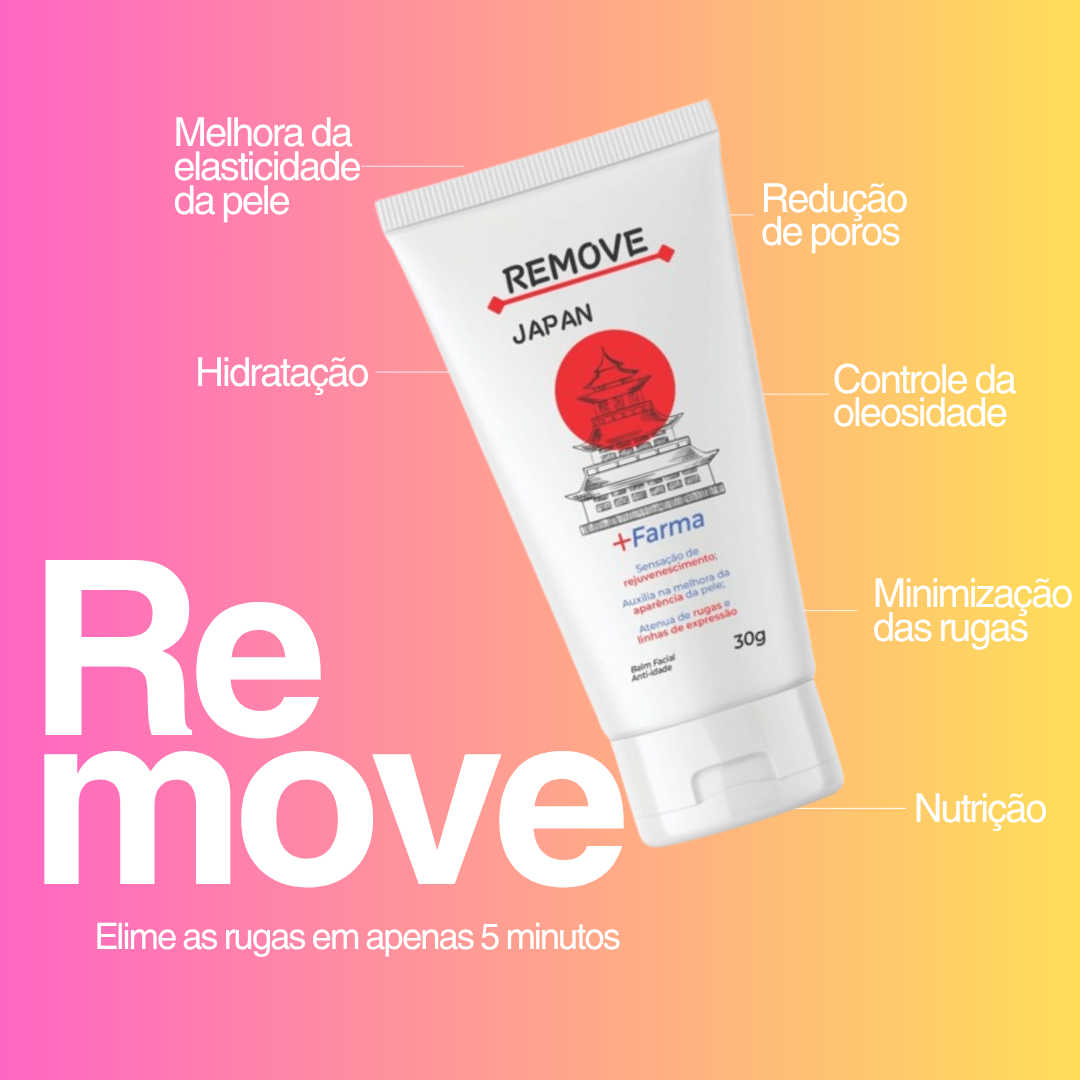 Melhora da
elasticidade
da pele
Redução
de poros
Hidratação
Controle da
oleosidade
REMOVE
JAPAN
+Farma
Sensação de
rejuvenescimento;
Auxilia na melhora da
aparência da pele;
Atenua de rugas e
linhas de expressão
30g
Balm Facial
Anti-idade
Minimização
das rugas
Nutrição
Re
move
Elime as rugas em apenas 5 minutos